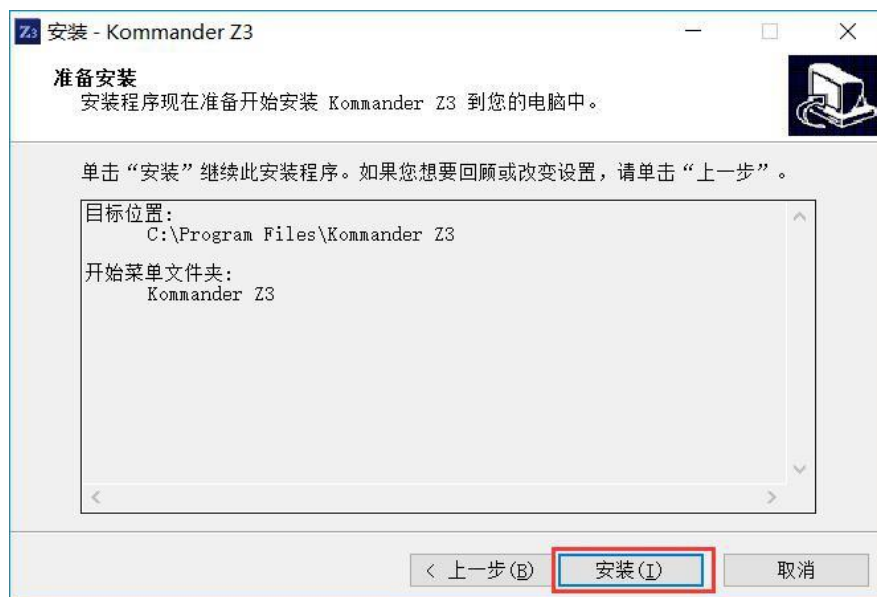 Z3 安装 - Kommander Z3
准备安装
安装程序现在准备开始安装 Kommander Z3 到您的电脑中。
单击“安装”继续此安装程序。如果您想要回顾或改变设置，请单击“上一步”。
目标位置:
C:\Program Files\Kommander Z3
开始菜单文件夹:
Kommander Z3
< 上一步(B) 安装(I) 取消